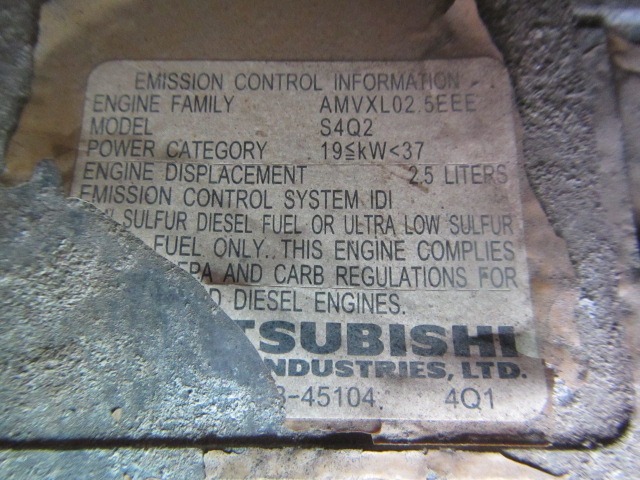 EMISSION CONTROL INFORMATION
ENGINE FAMILY AMVXL02.5EEE
MODEL S4Q2
POWER CATEGORY 19≦kW<37
ENGINE DISPLACEMENT 2.5 LITERS
EMISSION CONTROL SYSTEM IDI
SULFUR DIESEL FUEL OR ULTRA LOW SULFUR
FUEL ONLY. THIS ENGINE COMPLIES
EPA AND CARB REGULATIONS FOR
D DIESEL ENGINES.
TSUBISHI
INDUSTRIES, LTD.
-45104. 4Q1